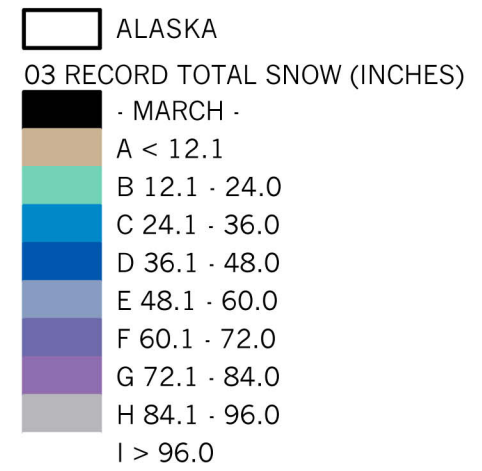 ALASKA
03 RECORD TOTAL SNOW (INCHES)
- MARCH -
A < 12.1
B 12.1 - 24.0
C 24.1 - 36.0
D 36.1 - 48.0
E 48.1 - 60.0
F 60.1 - 72.0
G 72.1 - 84.0
H 84.1 - 96.0
I > 96.0